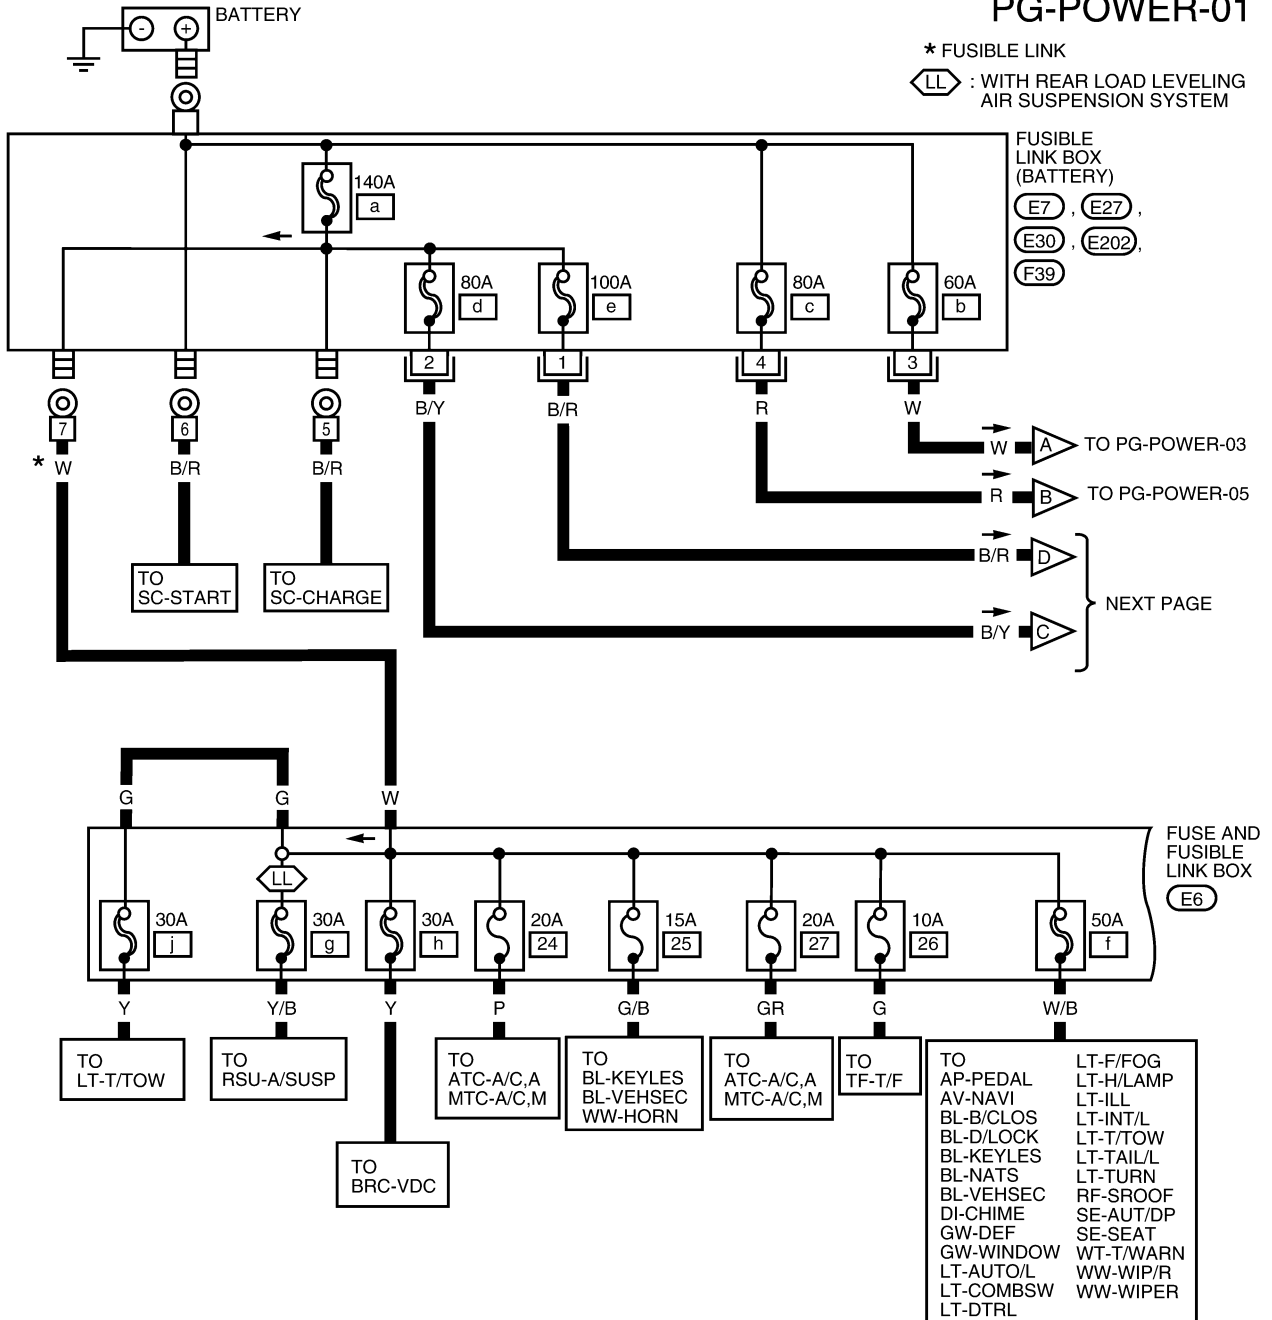 PG-POWER-01
BATTERY
- +
* FUSIBLE LINK
LL : WITH REAR LOAD LEVELING
AIR SUSPENSION SYSTEM
FUSIBLE
LINK BOX
(BATTERY)
E7 , E27 ,
E30 , E202 ,
F39
140A
a
80A
d
100A
e
80A
c
60A
b
7
6
5
2
1
4
3
* W
B/R
B/R
B/Y
B/R
R
W
W A TO PG-POWER-03
R B TO PG-POWER-05
B/R D
NEXT PAGE
B/Y C
TO
SC-START
TO
SC-CHARGE
G
G
W
FUSE AND
FUSIBLE
LINK BOX
E6
LL
30A
j
30A
g
30A
h
20A
24
15A
25
20A
27
10A
26
50A
f
Y
Y/B
Y
P
G/B
GR
G
W/B
TO
LT-T/TOW
TO
RSU-A/SUSP
TO
BRC-VDC
TO
ATC-A/C,A
MTC-A/C,M
TO
BL-KEYLES
BL-VEHSEC
WW-HORN
TO
ATC-A/C,A
MTC-A/C,M
TO
TF-T/F
TO
AP-PEDAL
AV-NAVI
BL-B/CLOS
BL-D/LOCK
BL-KEYLES
BL-NATS
BL-VEHSEC
DI-CHIME
GW-DEF
GW-WINDOW
LT-AUTO/L
LT-COMBSW
LT-DTRL
LT-F/FOG
LT-H/LAMP
LT-ILL
LT-INT/L
LT-T/TOW
LT-TAIL/L
LT-TURN
RF-SROOF
SE-AUT/DP
SE-SEAT
WT-T/WARN
WW-WIP/R
WW-WIPER